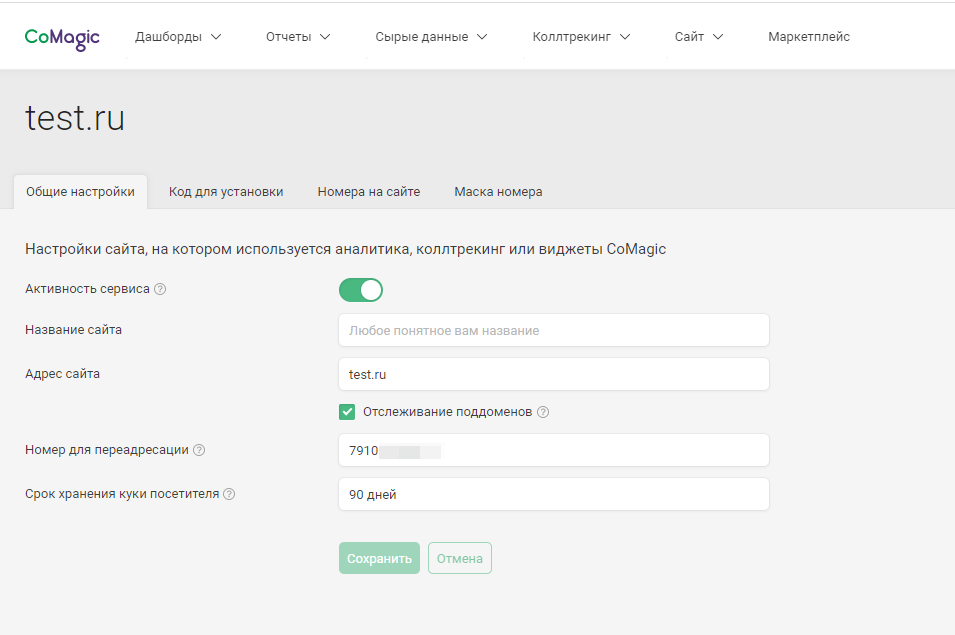 CoMagic Дашборды Отчеты Сырые данные Коллтрекинг Сайт Маркетплейс
test.ru
Общие настройки Код для установки Номера на сайте Маска номера
Настройки сайта, на котором используется аналитика, коллтрекинг или виджеты CoMagic
Активность сервиса ?
Название сайта Любое понятное вам название
Адрес сайта test.ru
Отслеживание поддоменов ?
Номер для переадресации ? 7910
Срок хранения куки посетителя ? 90 дней
Сохранить Отмена